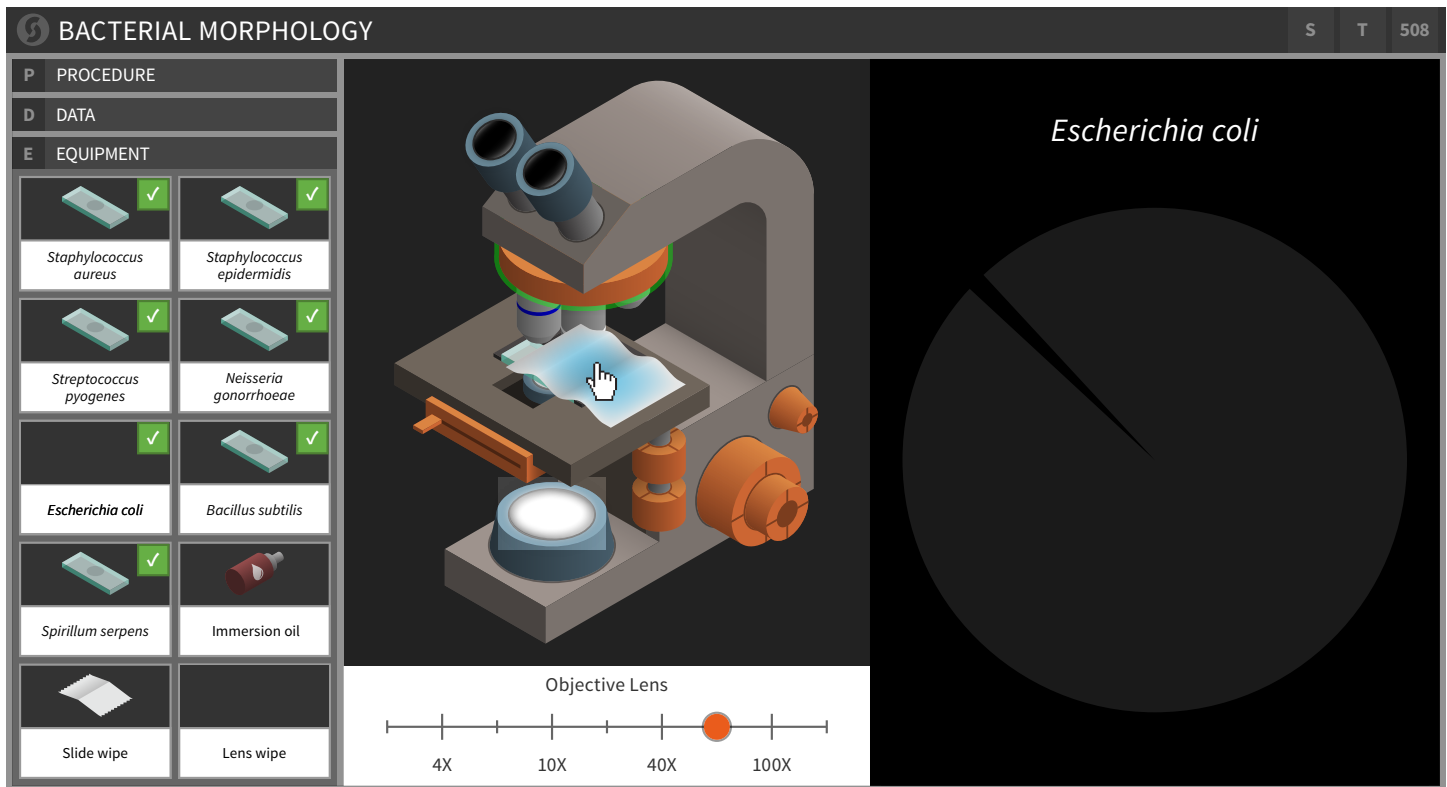 BACTERIAL MORPHOLOGY
S T 508
P PROCEDURE
D DATA
E EQUIPMENT
Staphylococcus
aureus
Staphylococcus
epidermidis
Streptococcus
pyogenes
Neisseria
gonorrhoeae
Escherichia coli
Bacillus subtilis
Spirillum serpens
Immersion oil
Slide wipe
Lens wipe
Objective Lens
4X 10X 40X 100X
Escherichia coli